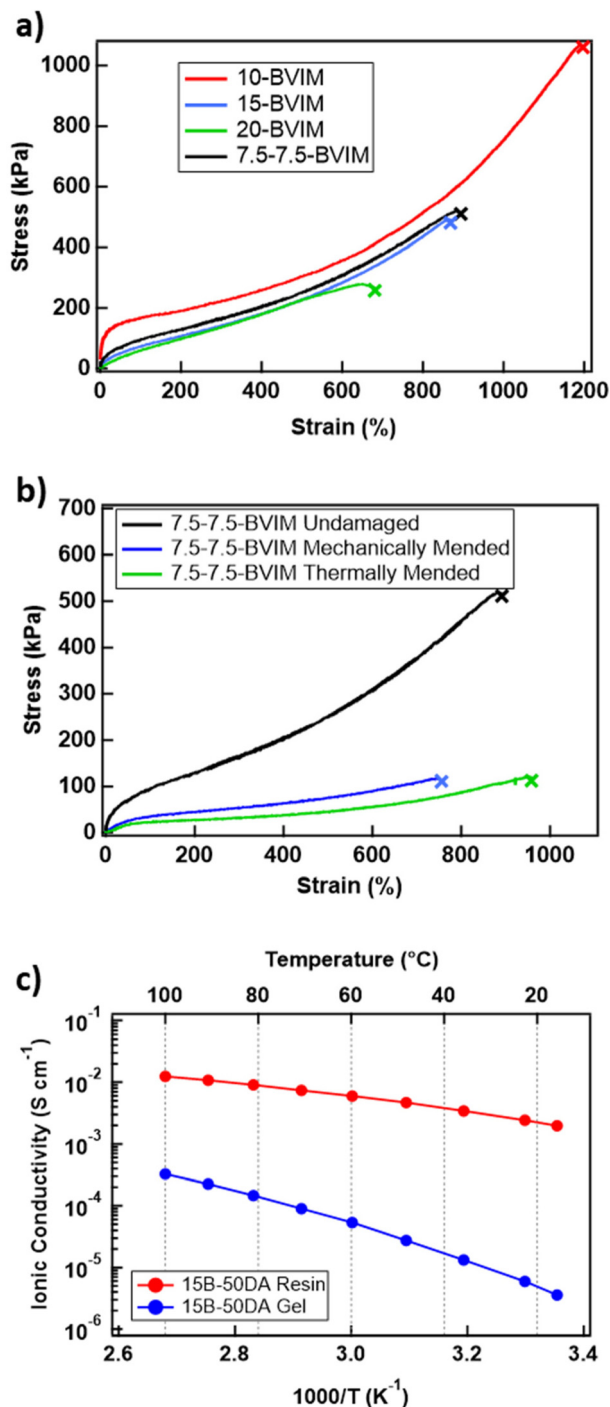 a)
1000
800
600
400
200
0
Stress (kPa)
10-BVIM
15-BVIM
20-BVIM
7.5-7.5-BVIM
0 200 400 600 800 1000 1200
Strain (%)
b)
700
600
500
400
300
200
100
0
Stress (kPa)
7.5-7.5-BVIM Undamaged
7.5-7.5-BVIM Mechanically Mended
7.5-7.5-BVIM Thermally Mended
0 200 400 600 800 1000
Strain (%)
c)
Temperature (°C)
100 80 60 40 20
10⁻¹
10⁻²
10⁻³
10⁻⁴
10⁻⁵
10⁻⁶
Ionic Conductivity (S cm⁻¹)
15B-50DA Resin
15B-50DA Gel
2.6 2.8 3.0 3.2 3.4
1000/T (K⁻¹)